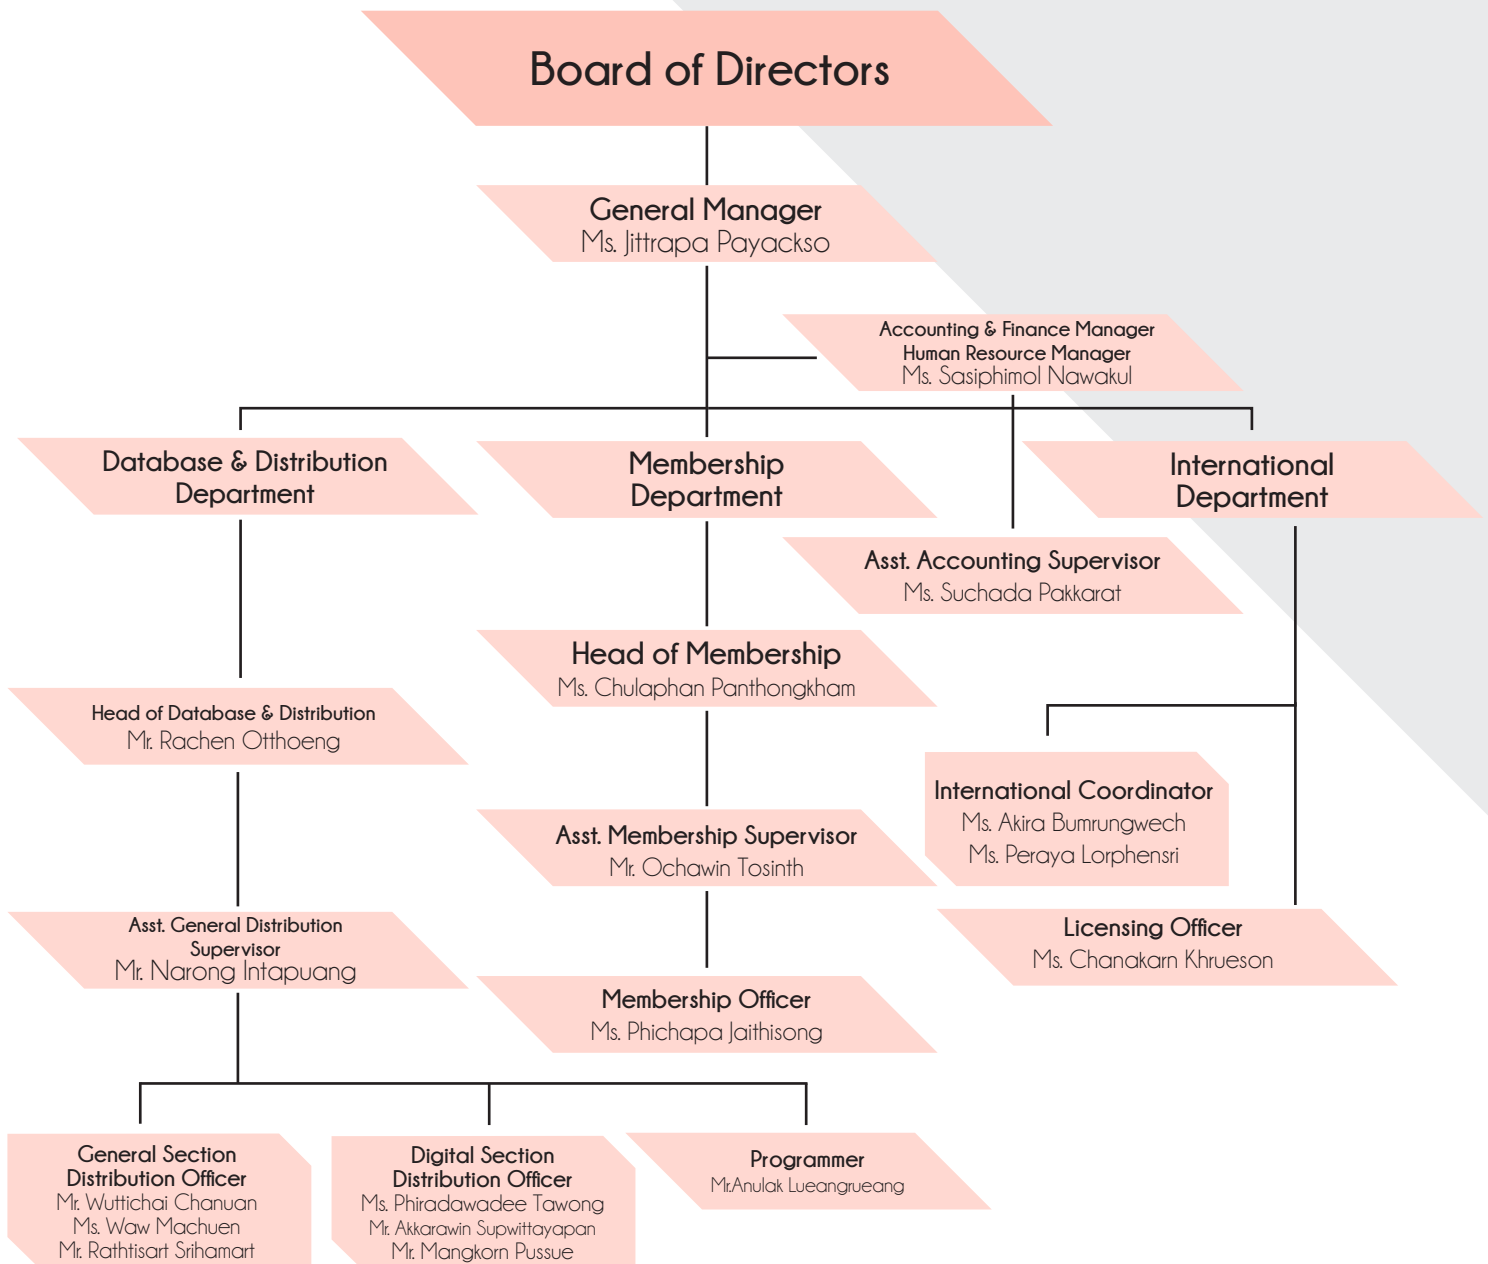 Board of Directors
General Manager
Ms. Jittrapa Payackso
Accounting & Finance Manager
Human Resource Manager
Ms. Sasiphimol Nawakul
Database & Distribution
Department
Membership
Department
International
Department
Asst. Accounting Supervisor
Ms. Suchada Pakkarat
Head of Membership
Ms. Chulaphan Panthongkham
Head of Database & Distribution
Mr. Rachen Otthoeng
International Coordinator
Ms. Akira Bumrungwech
Ms. Peraya Lorphensri
Asst. Membership Supervisor
Mr. Ochawin Tosinth
Asst. General Distribution
Supervisor
Mr. Narong Intapuang
Licensing Officer
Ms. Chanakarn Khrueson
Membership Officer
Ms. Phichapa Jaithisong
General Section
Distribution Officer
Mr. Wuttichai Chanuan
Ms. Waw Machuen
Mr. Rathtisart Srihamart
Digital Section
Distribution Officer
Ms. Phiradawadee Tawong
Mr. Akkarawin Supwittayapan
Mr. Mangkorn Pussue
Programmer
Mr.Anulak Lueangrueang